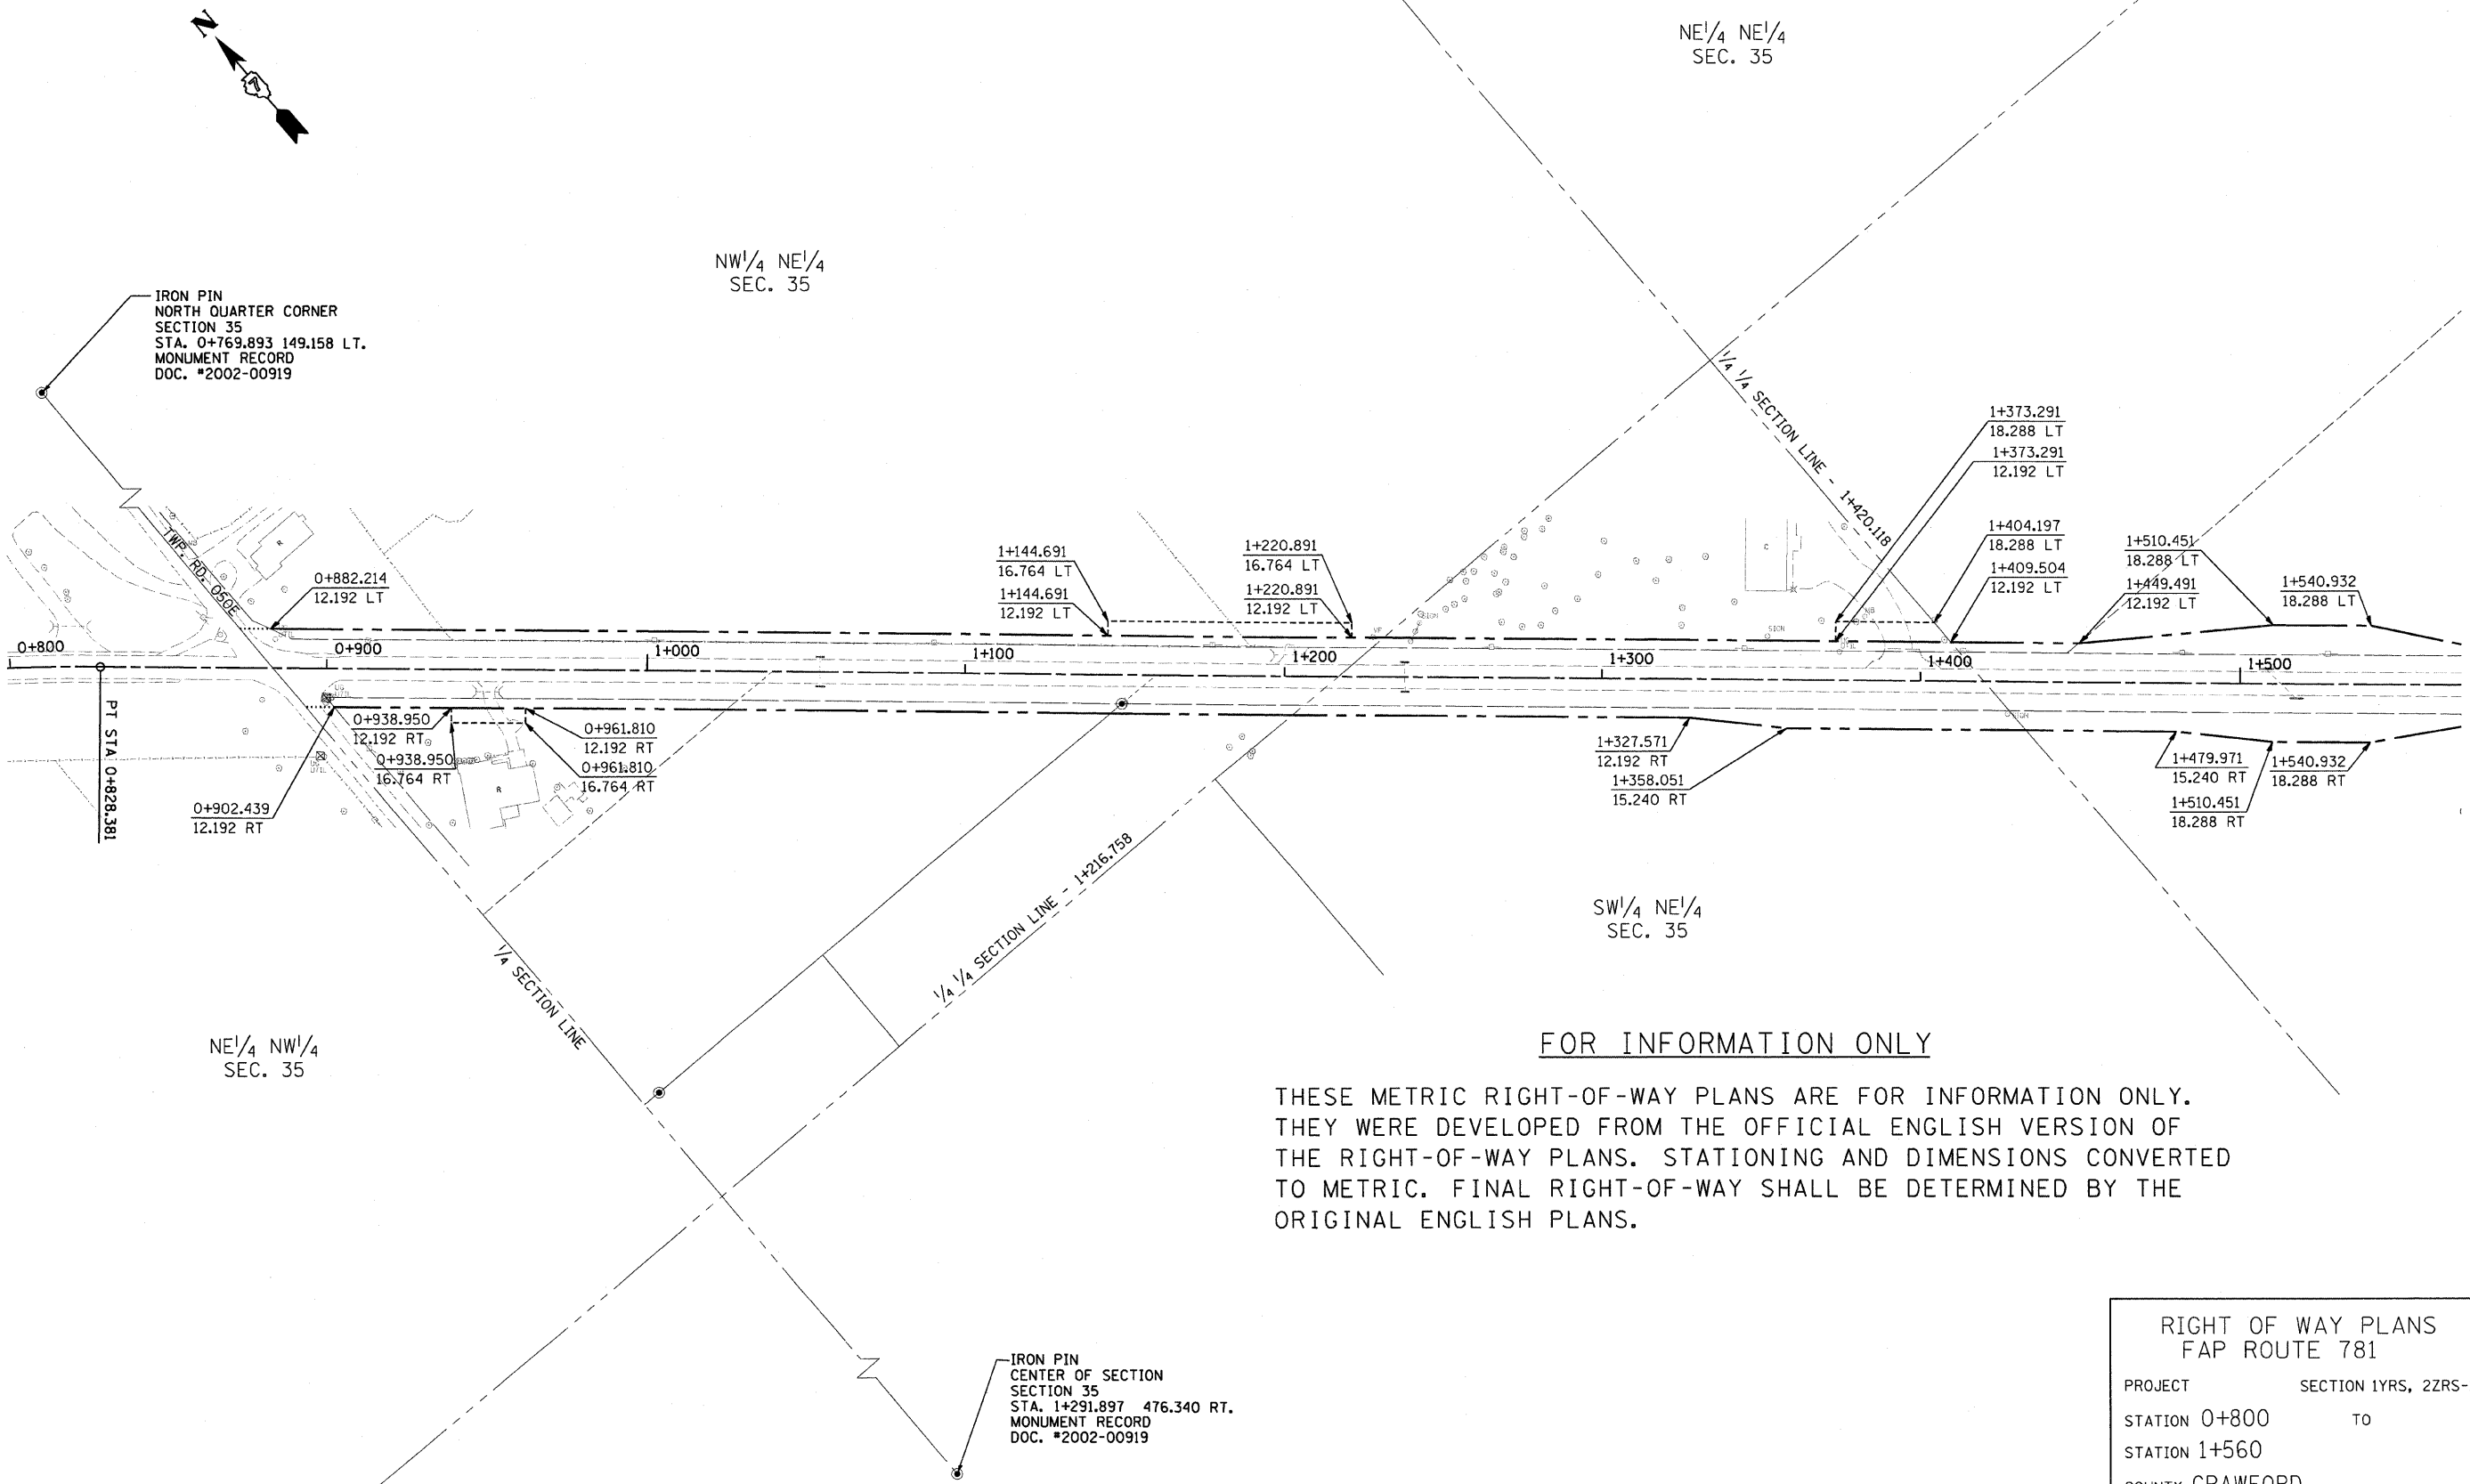 N
7
NE1/4 NE1/4
SEC. 35
NW1/4 NE1/4
SEC. 35
IRON PIN
NORTH QUARTER CORNER
SECTION 35
STA. 0+769.893 149.158 LT.
MONUMENT RECORD
DOC. #2002-00919
1/4 1/4 SECTION LINE - 1+420.118
1+373.291
18.288 LT
1+373.291
12.192 LT
1+404.197
18.288 LT
1+409.504
12.192 LT
1+510.451
18.288 LT
1+449.491
12.192 LT
1+540.932
18.288 LT
1+144.691
16.764 LT
1+144.691
12.192 LT
1+220.891
16.764 LT
1+220.891
12.192 LT
TWP. RD. 050E
0+882.214
12.192 LT
R
C
SIGN
SIGN
MB
VP
0+800
0+900
1+000
1+100
1+200
1+300
1+400
1+500
SIGN
PT STA 0+828.381
0+938.950
12.192 RT
0+938.950
16.764 RT
0+961.810
12.192 RT
0+961.810
16.764 RT
R
0+902.439
12.192 RT
1+327.571
12.192 RT
1+358.051
15.240 RT
1+479.971
15.240 RT
1+540.932
18.288 RT
1+510.451
18.288 RT
1/4 1/4 SECTION LINE - 1+216.758
1/4 SECTION LINE
SW1/4 NE1/4
SEC. 35
NE1/4 NW1/4
SEC. 35
FOR INFORMATION ONLY
THESE METRIC RIGHT-OF-WAY PLANS ARE FOR INFORMATION ONLY.
THEY WERE DEVELOPED FROM THE OFFICIAL ENGLISH VERSION OF
THE RIGHT-OF-WAY PLANS. STATIONING AND DIMENSIONS CONVERTED
TO METRIC. FINAL RIGHT-OF-WAY SHALL BE DETERMINED BY THE
ORIGINAL ENGLISH PLANS.
IRON PIN
CENTER OF SECTION
SECTION 35
STA. 1+291.897 476.340 RT.
MONUMENT RECORD
DOC. #2002-00919
RIGHT OF WAY PLANS
FAP ROUTE 781
PROJECT SECTION 1YRS, 2ZRS-
STATION 0+800 TO
STATION 1+560
COUNTY CRAWFORD